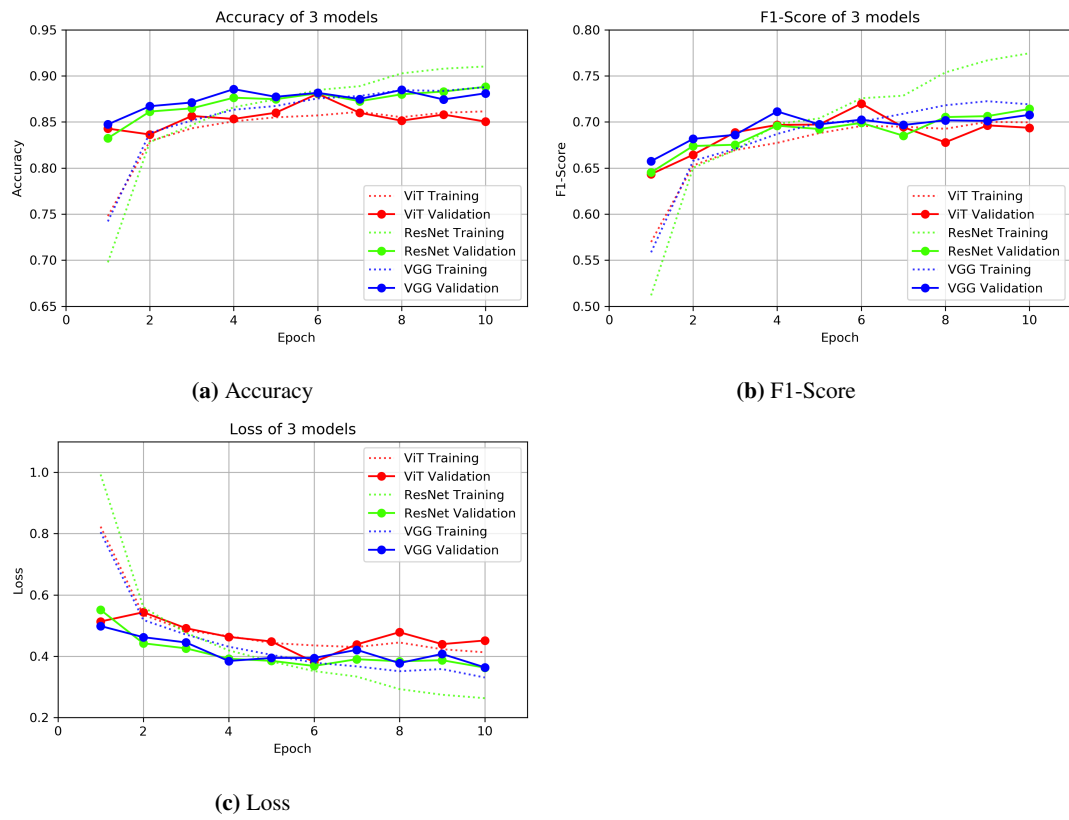 Accuracy of 3 models
0.95
0.90
0.85
0.80
0.75
0.70
0.65
Accuracy
0 2 4 6 8 10
Epoch
ViT Training
ViT Validation
ResNet Training
ResNet Validation
VGG Training
VGG Validation
(a) Accuracy
F1-Score of 3 models
0.80
0.75
0.70
0.65
0.60
0.55
0.50
F1-Score
0 2 4 6 8 10
Epoch
ViT Training
ViT Validation
ResNet Training
ResNet Validation
VGG Training
VGG Validation
(b) F1-Score
Loss of 3 models
1.0
0.8
0.6
0.4
0.2
Loss
0 2 4 6 8 10
Epoch
ViT Training
ViT Validation
ResNet Training
ResNet Validation
VGG Training
VGG Validation
(c) Loss